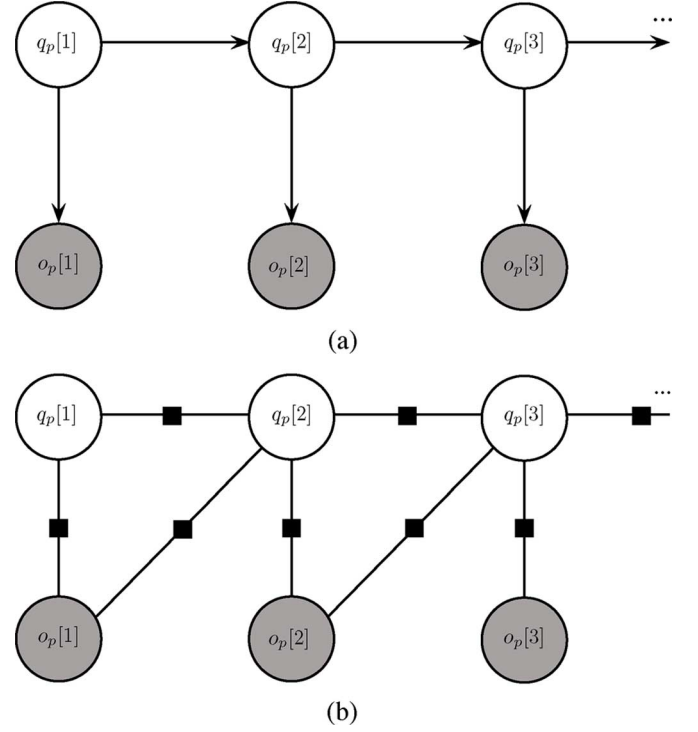 q_p[1] q_p[2] q_p[3] ...
o_p[1] o_p[2] o_p[3]
(a)
q_p[1] q_p[2] q_p[3] ...
o_p[1] o_p[2] o_p[3]
(b)